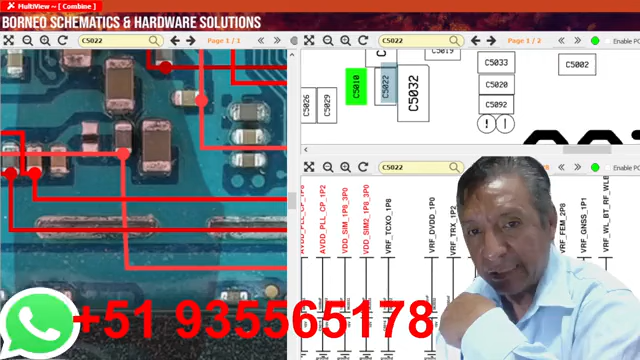 MultiView ~ [ Combine ]
BORNEO SCHEMATICS & HARDWARE SOLUTIONS
C5022
Page 1 / 1
C5022
Page: 1 / 2
Enable PC
C5019
C5010
C5022
C5032
C5026
C5029
C5033
C5020
C5092
C5002
C5022
Enable PC
AVDD_PLL_CP_1P2
VDD_SIM_1P8_3P0
VDD_SIM2_1P8_3P0
VRF_TCXO_1P8
VRF_DVDD_1P0
VRF_TRX_1P2
VRF_FEM_2P8
VRF_GNSS_1P1
VRF_WL_BT_RF_WLB
+51 935565178